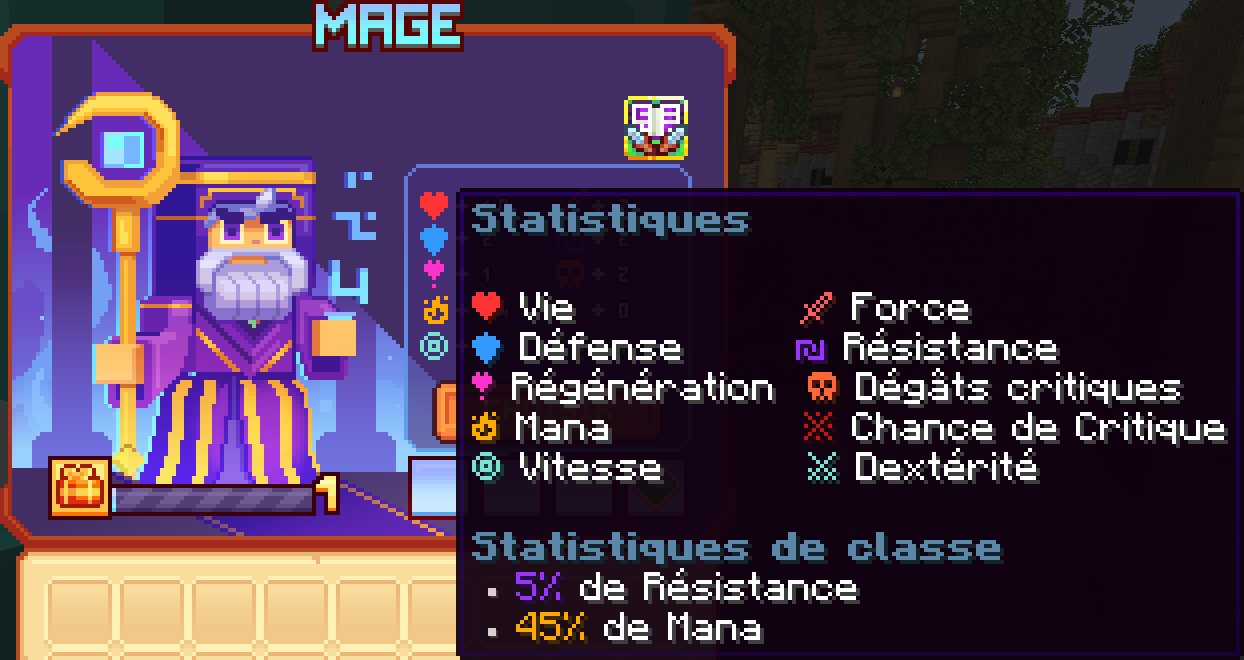 MAGE
Statistiques
Vie Force
Défense Résistance
Régénération Dégâts critiques
Mana Chance de Critique
Vitesse Dextérité
1
Statistiques de classe
• 5% de Résistance
• 45% de Mana